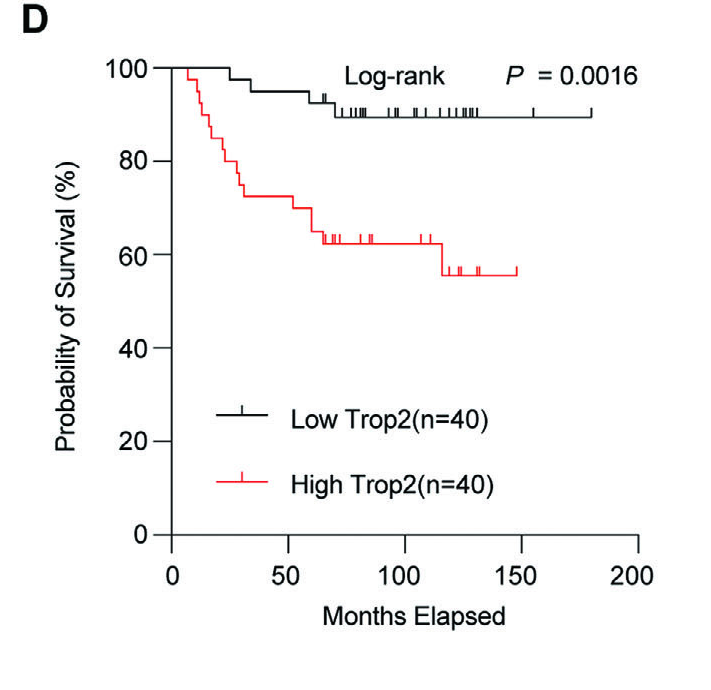 D
Log-rank P = 0.0016
100
80
60
40
20
0
Probability of Survival (%)
Low Trop2(n=40)
High Trop2(n=40)
0 50 100 150 200
Months Elapsed